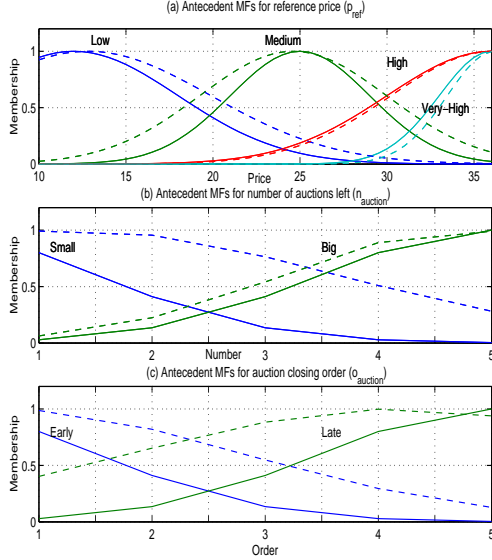 (a) Antecedent MFs for reference price (p_ref)
Low
Medium
High
Very-High
Membership
1
0.5
0
10
15
20
25
30
35
Price
(b) Antecedent MFs for number of auctions left (n_auction)
Small
Big
Membership
1
0.5
0
1
2
3
4
5
Number
(c) Antecedent MFs for auction closing order (o_auction)
Early
Late
Membership
1
0.5
0
1
2
3
4
5
Order